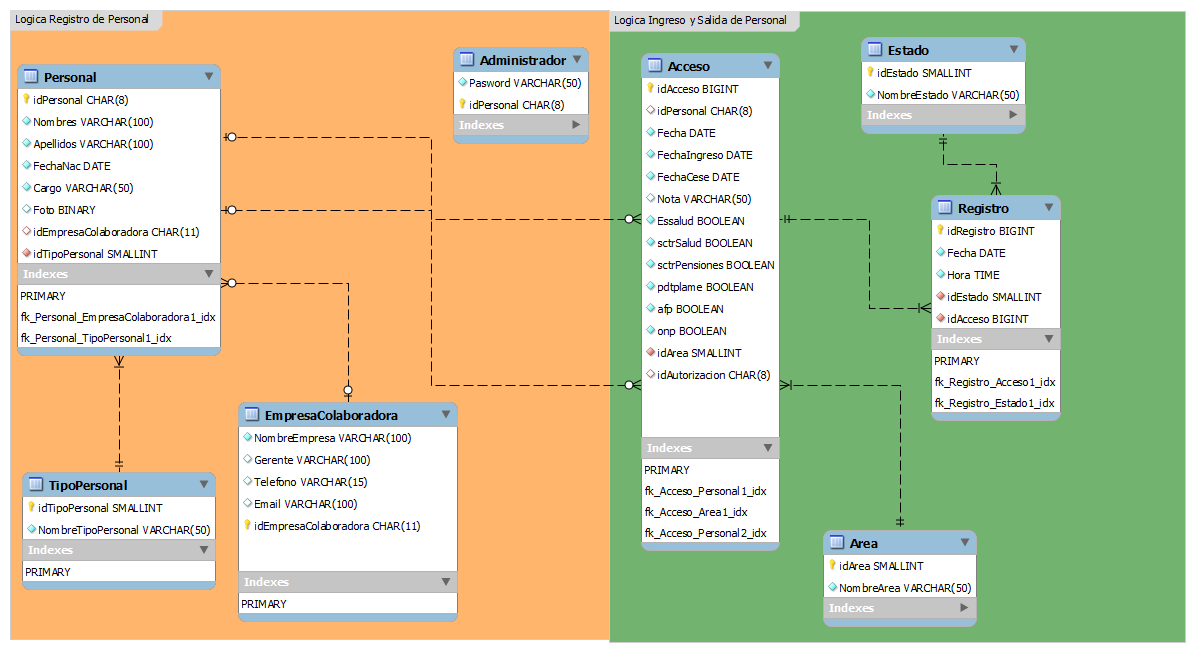 Logica Registro de Personal
Personal
idPersonal CHAR(8)
Nombres VARCHAR(100)
Apellidos VARCHAR(100)
FechaNac DATE
Cargo VARCHAR(50)
Foto BINARY
idEmpresaColaboradora CHAR(11)
idTipoPersonal SMALLINT
Indexes
PRIMARY
fk_Personal_EmpresaColaboradora1_idx
fk_Personal_TipoPersonal1_idx
TipoPersonal
idTipoPersonal SMALLINT
NombreTipoPersonal VARCHAR(50)
Indexes
PRIMARY
EmpresaColaboradora
NombreEmpresa VARCHAR(100)
Gerente VARCHAR(100)
Telefono VARCHAR(15)
Email VARCHAR(100)
idEmpresaColaboradora CHAR(11)
Indexes
PRIMARY
Administrador
Pasword VARCHAR(50)
idPersonal CHAR(8)
Indexes
Logica Ingreso y Salida de Personal
Acceso
idAcceso BIGINT
idPersonal CHAR(8)
Fecha DATE
FechaIngreso DATE
FechaCese DATE
Nota VARCHAR(50)
Essalud BOOLEAN
sctrSalud BOOLEAN
sctrPensiones BOOLEAN
pdtplame BOOLEAN
afp BOOLEAN
onp BOOLEAN
idArea SMALLINT
idAutorizacion CHAR(8)
Indexes
PRIMARY
fk_Acceso_Personal1_idx
fk_Acceso_Area1_idx
fk_Acceso_Personal2_idx
Estado
idEstado SMALLINT
NombreEstado VARCHAR(50)
Indexes
Registro
idRegistro BIGINT
Fecha DATE
Hora TIME
idEstado SMALLINT
idAcceso BIGINT
Indexes
PRIMARY
fk_Registro_Acceso1_idx
fk_Registro_Estado1_idx
Area
idArea SMALLINT
NombreArea VARCHAR(50)
Indexes